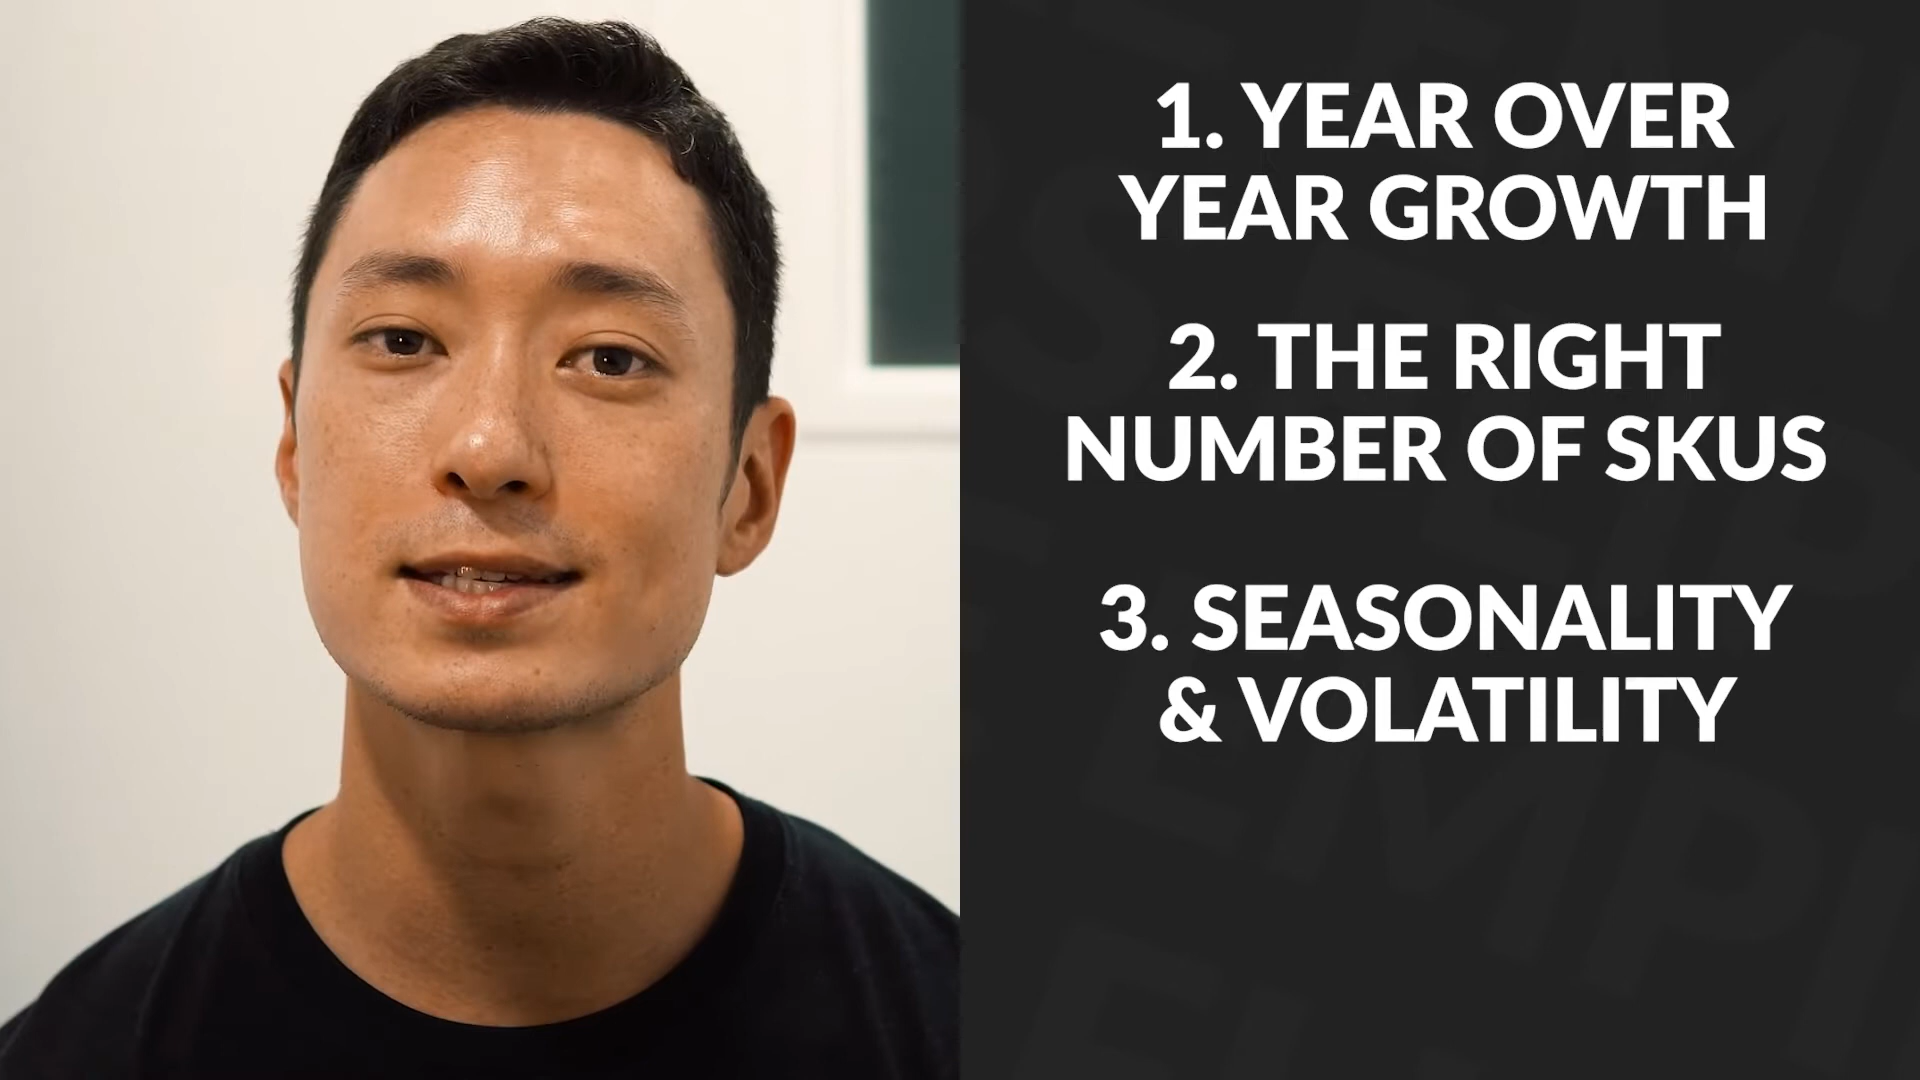 1. YEAR OVER
YEAR GROWTH
2. THE RIGHT
NUMBER OF SKUS
3. SEASONALITY
& VOLATILITY